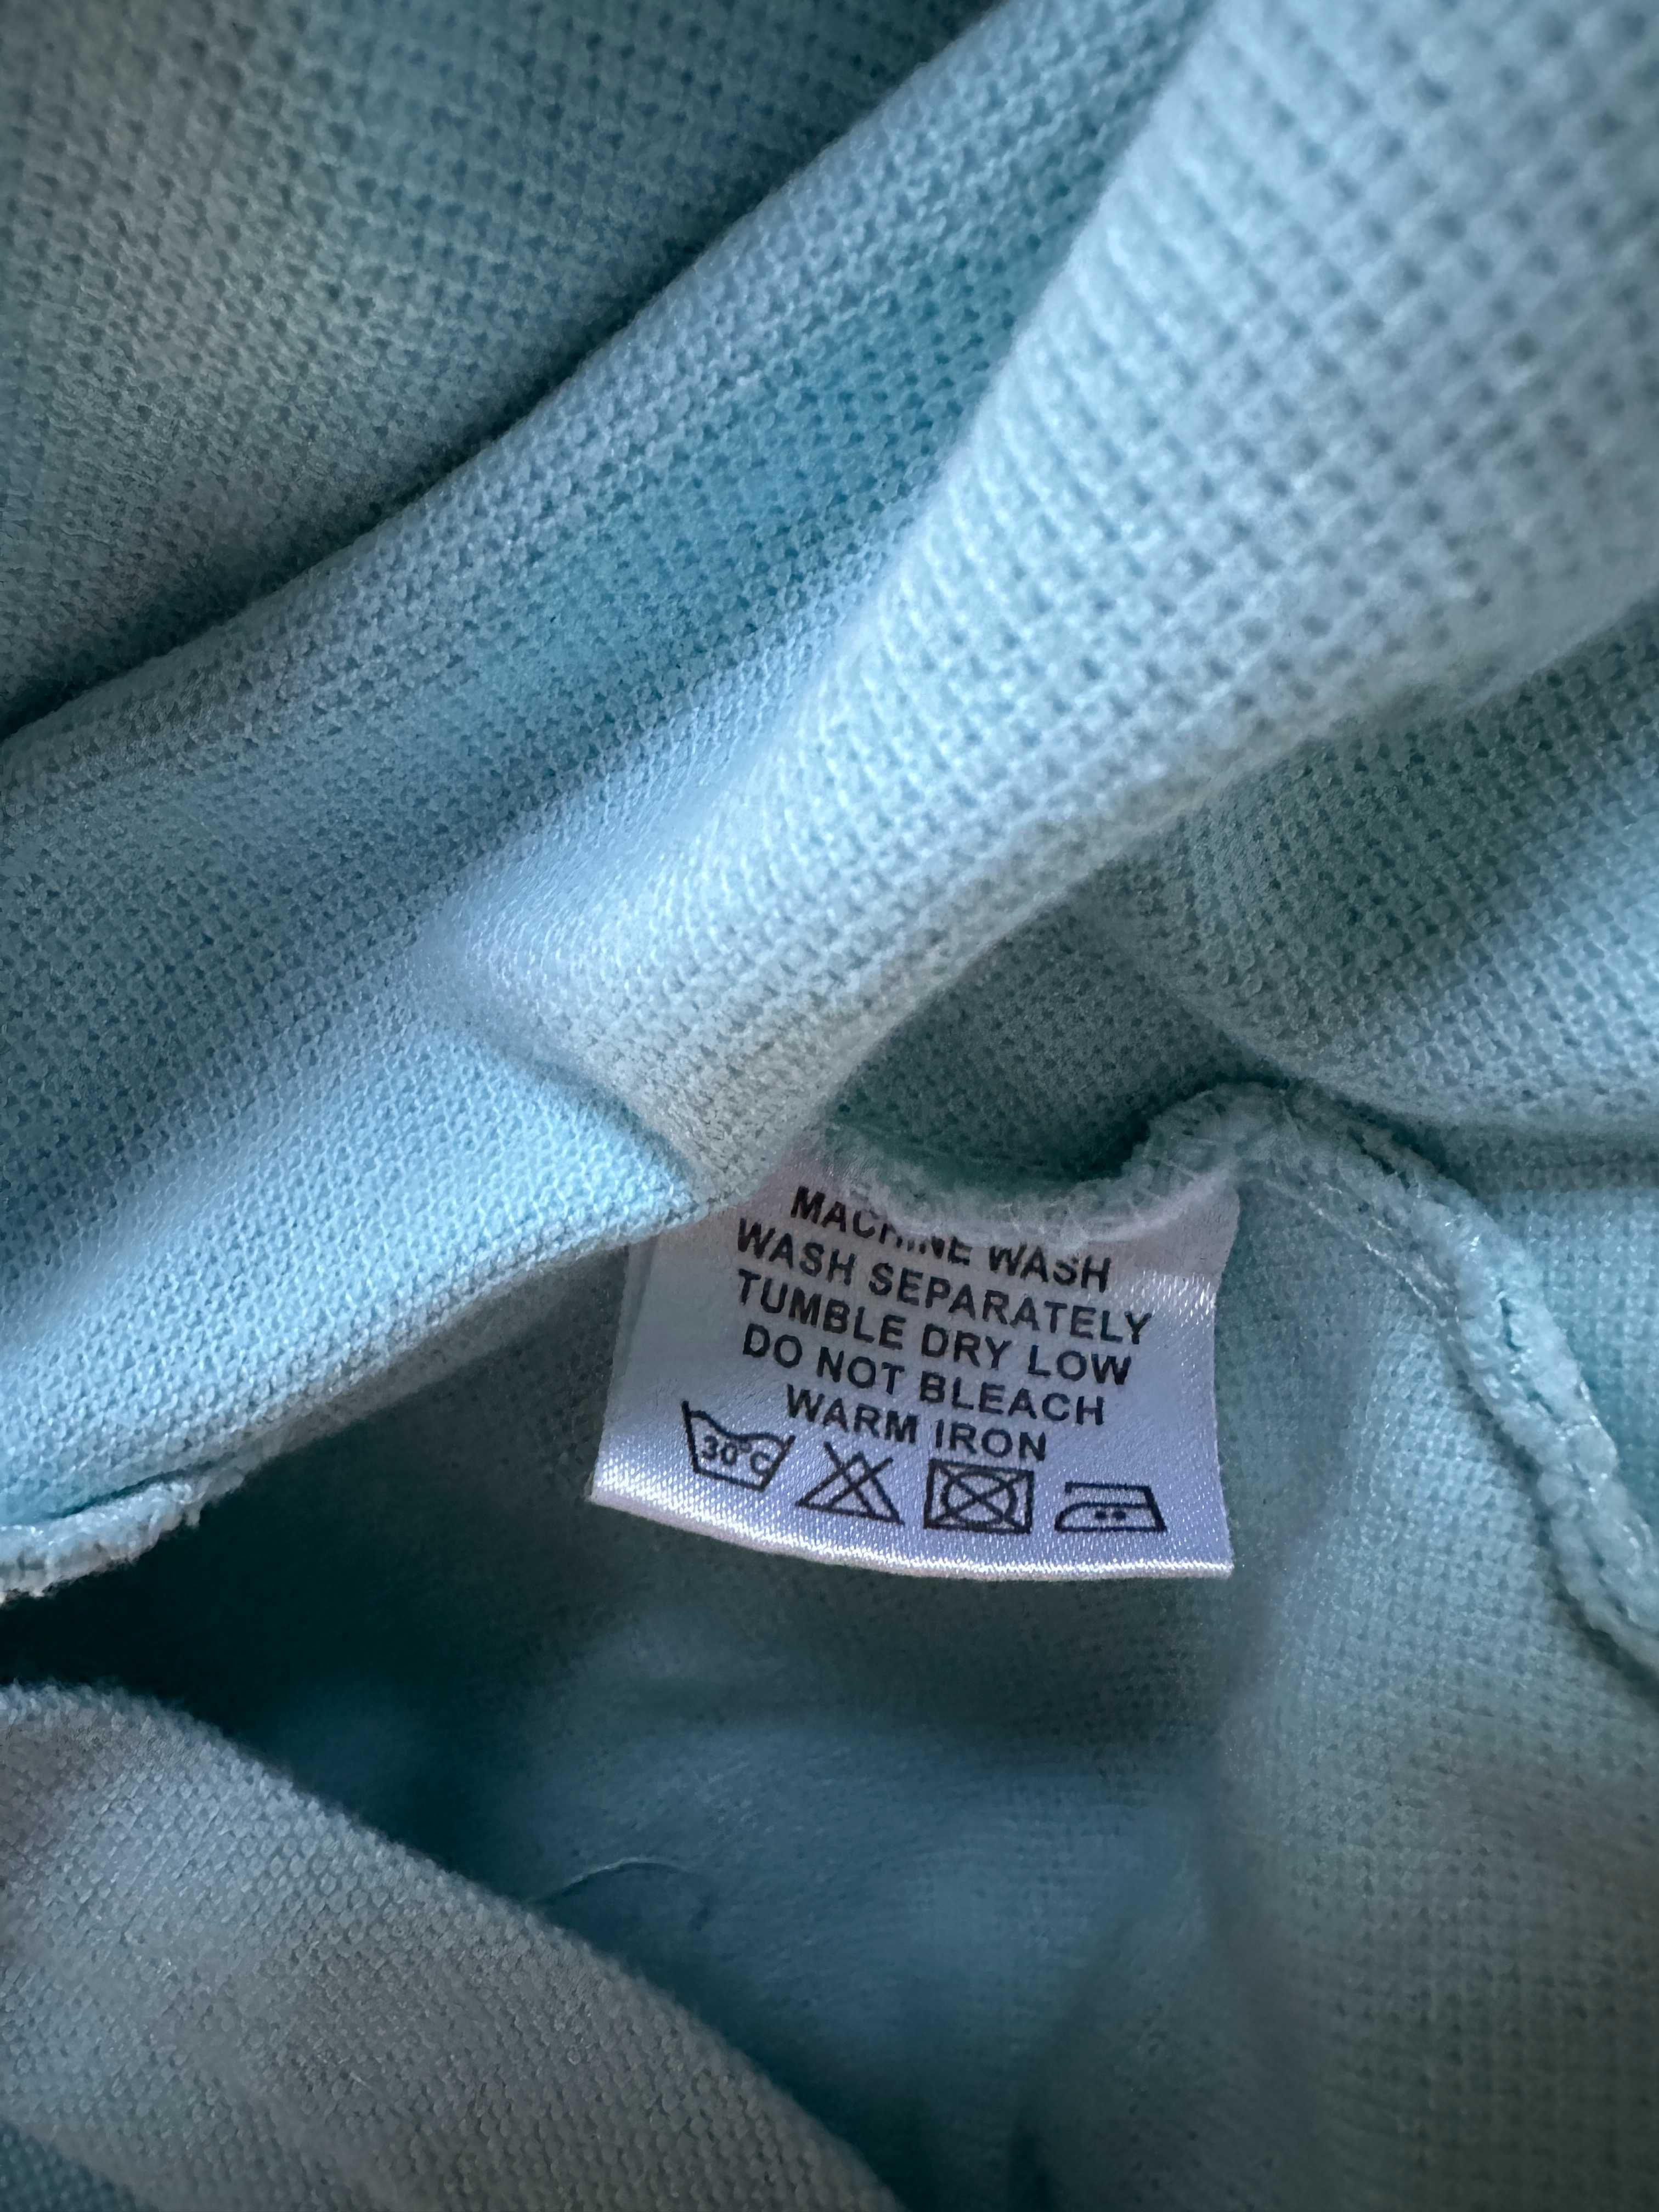 MACHINE WASH
WASH SEPARATELY
TUMBLE DRY LOW
DO NOT BLEACH
WARM IRON
30°C